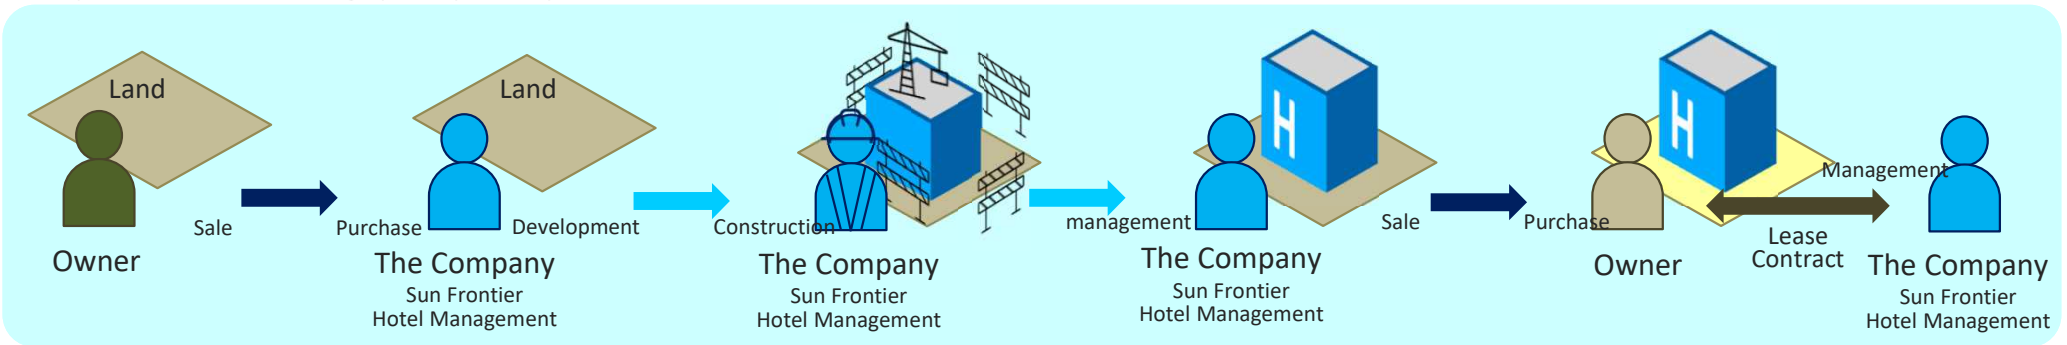 Land
Owner
Sale
Purchase
Land
The Company
Sun Frontier
Hotel Management
Development
Construction
The Company
Sun Frontier
Hotel Management
management
H
The Company
Sun Frontier
Hotel Management
Sale
Purchase
H
Owner
Management
Lease
Contract
The Company
Sun Frontier
Hotel Management